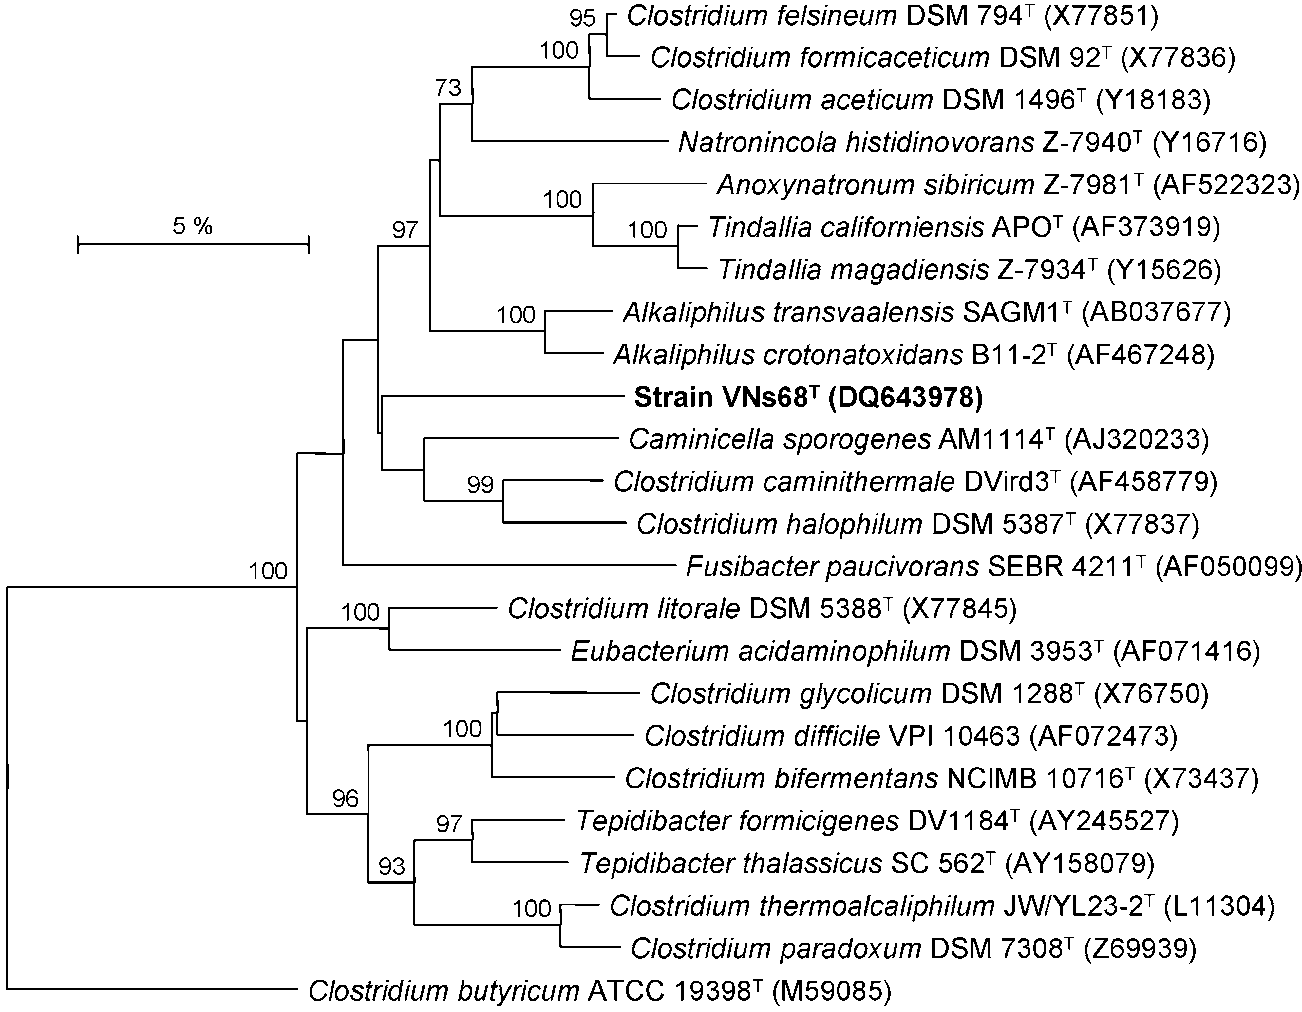 95 Clostridium felsineum DSM 794ᵀ (X77851)
100 Clostridium formicaceticum DSM 92ᵀ (X77836)
73 Clostridium aceticum DSM 1496ᵀ (Y18183)
Natronincola histidinovorans Z-7940ᵀ (Y16716)
100 Anoxynatronum sibiricum Z-7981ᵀ (AF522323)
5 % 97 100 Tindallia californiensis APOᵀ (AF373919)
Tindallia magadiensis Z-7934ᵀ (Y15626)
100 Alkaliphilus transvaalensis SAGM1ᵀ (AB037677)
Alkaliphilus crotonatoxidans B11-2ᵀ (AF467248)
Strain VNs68ᵀ (DQ643978)
Caminicella sporogenes AM1114ᵀ (AJ320233)
99 Clostridium caminithermale DVird3ᵀ (AF458779)
Clostridium halophilum DSM 5387ᵀ (X77837)
100 Fusibacter paucivorans SEBR 4211ᵀ (AF050099)
100 Clostridium litorale DSM 5388ᵀ (X77845)
Eubacterium acidaminophilum DSM 3953ᵀ (AF071416)
Clostridium glycolicum DSM 1288ᵀ (X76750)
100 Clostridium difficile VPI 10463 (AF072473)
Clostridium bifermentans NCIMB 10716ᵀ (X73437)
96 97 Tepidibacter formicigenes DV1184ᵀ (AY245527)
93 Tepidibacter thalassicus SC 562ᵀ (AY158079)
100 Clostridium thermoalcaliphilum JW/YL23-2ᵀ (L11304)
Clostridium paradoxum DSM 7308ᵀ (Z69939)
Clostridium butyricum ATCC 19398ᵀ (M59085)